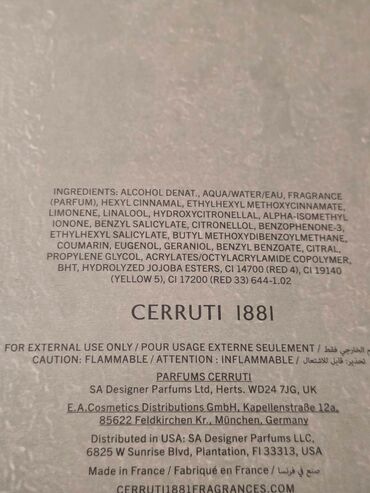 INGREDIENTS: ALCOHOL DENAT., AQUA/WATER/EAU, FRAGRANCE
(PARFUM), HEXYL CINNAMAL, ETHYLHEXYL METHOXYCINNAMATE,
LIMONENE, LINALOOL, HYDROXYCITRONELLAL, ALPHA-ISOMETHYL
IONONE, BENZYL SALICYLATE, CITRONELLOL, BENZOPHENONE-3,
ETHYLHEXYL SALICYLATE, BUTYL METHOXYDIBENZOYLMETHANE,
COUMARIN, EUGENOL, GERANIOL, BENZYL BENZOATE, CITRAL,
PROPYLENE GLYCOL, ACRYLATES/OCTYLACRYLAMIDE COPOLYMER,
BHT, HYDROLYZED JOJOBA ESTERS, CI 14700 (RED 4), CI 19140
(YELLOW 5), CI 17200 (RED 33) 644-1.02
CERRUTI 1881
FOR EXTERNAL USE ONLY / POUR USAGE EXTERNE SEULEMENT / الخارجي فقط
CAUTION: FLAMMABLE / ATTENTION : INFLAMMABLE / تحذير: قابل للاشتعال
PARFUMS CERRUTI
SA Designer Parfums Ltd, Herts. WD24 7JG, UK
E.A.Cosmetics Distributions GmbH, Kapellenstraße 12a,
85622 Feldkirchen Kr., München, Germany
Distributed in USA: SA Designer Parfums LLC,
6825 W Sunrise Blvd, Plantation, Fl 33313, USA
Made in France / Fabriqué en France / صنع في فرنسا
CERRUTI1881FRAGRANCES.COM